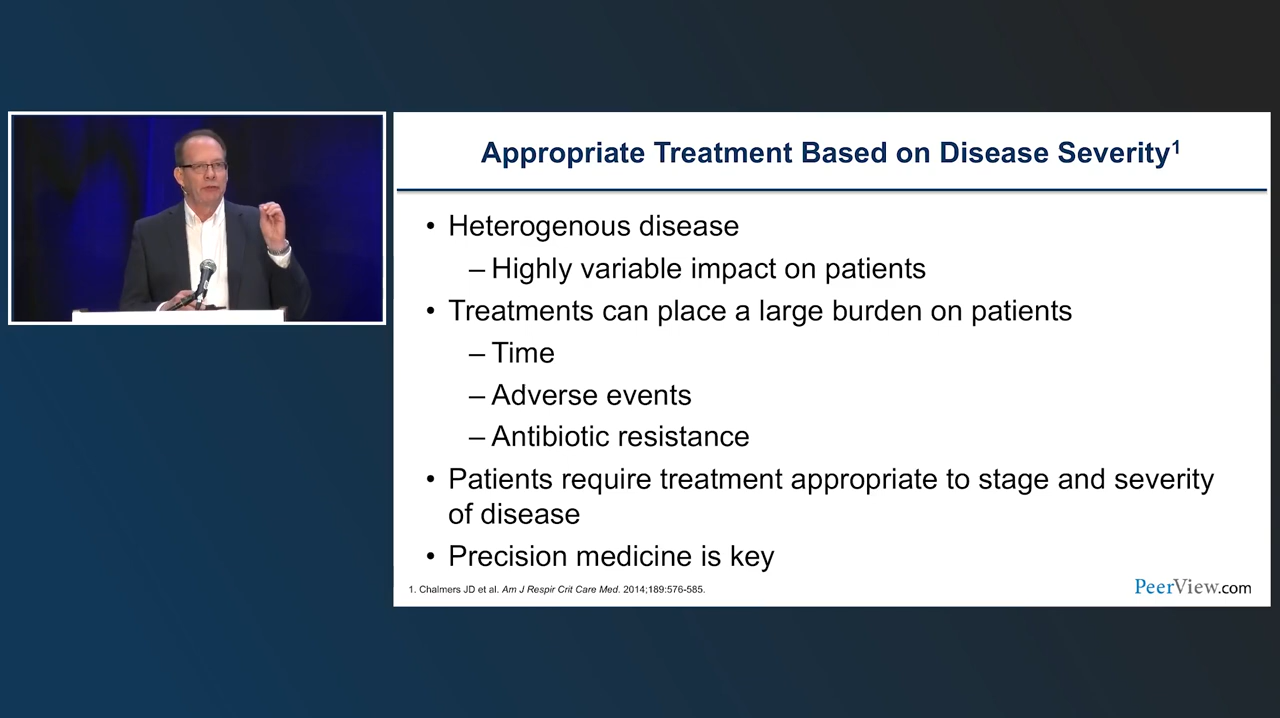 Appropriate Treatment Based on Disease Severity1
• Heterogenous disease
– Highly variable impact on patients
• Treatments can place a large burden on patients
– Time
– Adverse events
– Antibiotic resistance
• Patients require treatment appropriate to stage and severity
of disease
• Precision medicine is key
1. Chalmers JD et al. Am J Respir Crit Care Med. 2014;189:576-585.
PeerView.com